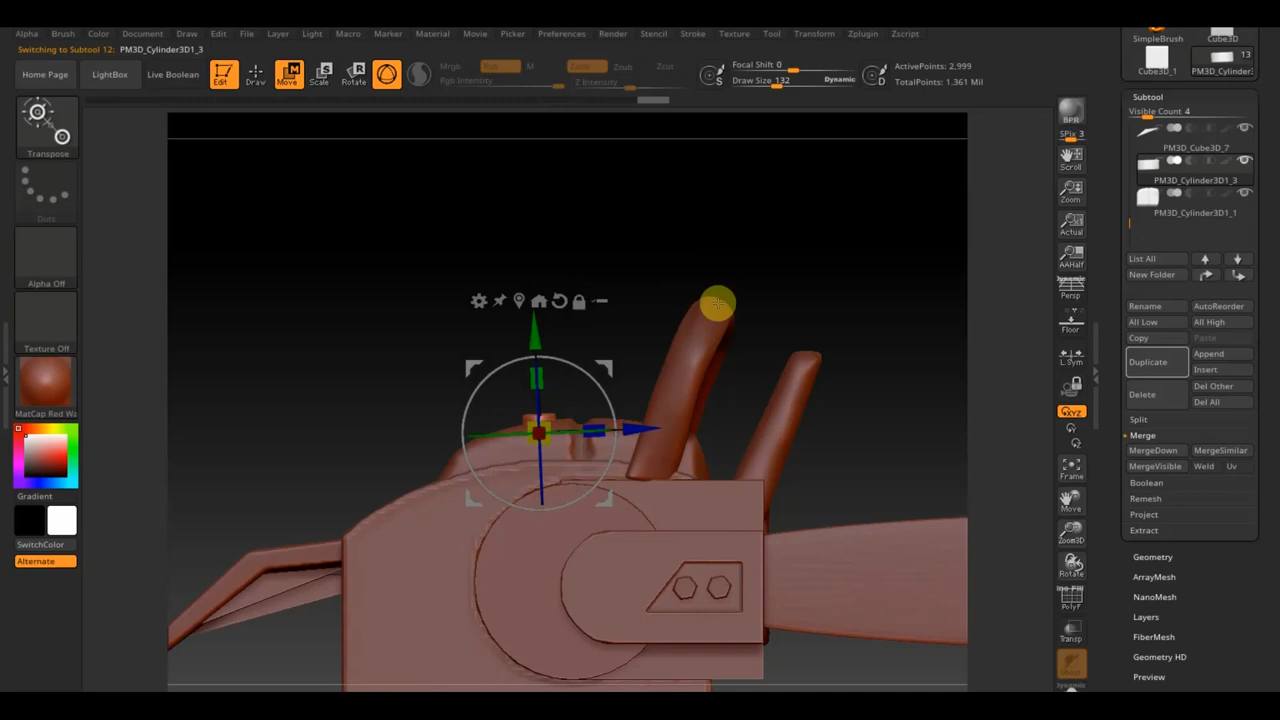 Alpha Brush Color Document Draw Edit File Layer Light Macro Marker Material Movie Picker Preferences Render Stencil Stroke Texture Tool Transform Zplugin Zscript
SimpleBrush Cube3D
Switching to Subtool 12: PM3D_Cylinder3D1_3
Home Page LightBox Live Boolean Edit Draw Move Scale Rotate
Mrgb Rgb M
Rgb Intensity
Zadd Zsub Zcut
Z Intensity
S
Focal Shift 0
Draw Size 132 Dynamic
D
ActivePoints: 2,999
TotalPoints: 1,361 Mil
13
Cube3D_1 PM3D_Cylinder:
Transpose
Dots
Alpha Off
Texture Off
MatCap Red Wa
Gradient
SwitchColor
Alternate
BPR
SPix 3
Scroll
Zoom
Actual
AAHalf
Dynamic
Persp
Floor
L.Sym
XYZ
Y
Z
Frame
Move
Zoom3D
Rotate
PolyF
Transp
Dynamic
Subtool
Visible Count 4
PM3D_Cube3D_7
PM3D_Cylinder3D1_3
PM3D_Cylinder3D1_1
List All
New Folder
Rename AutoReorder
All Low All High
Copy Paste
Duplicate Append
Insert
Delete Del Other
Del All
Split
Merge
MergeDown MergeSimilar
MergeVisible Weld Uv
Boolean
Remesh
Project
Extract
Geometry
ArrayMesh
NanoMesh
Layers
FiberMesh
Geometry HD
Preview